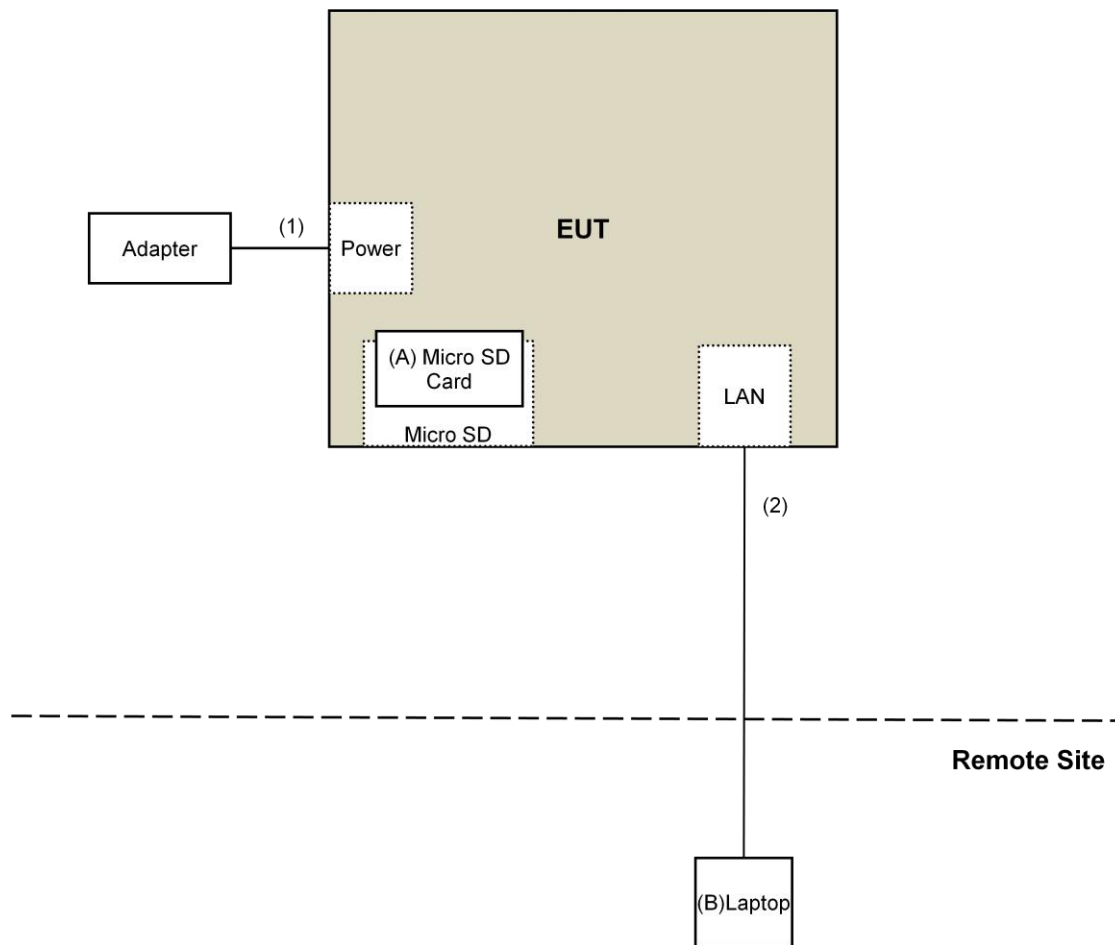 EUT
(1)
Adapter
Power
(A) Micro SD
Card
Micro SD
LAN
(2)
Remote Site
(B)Laptop